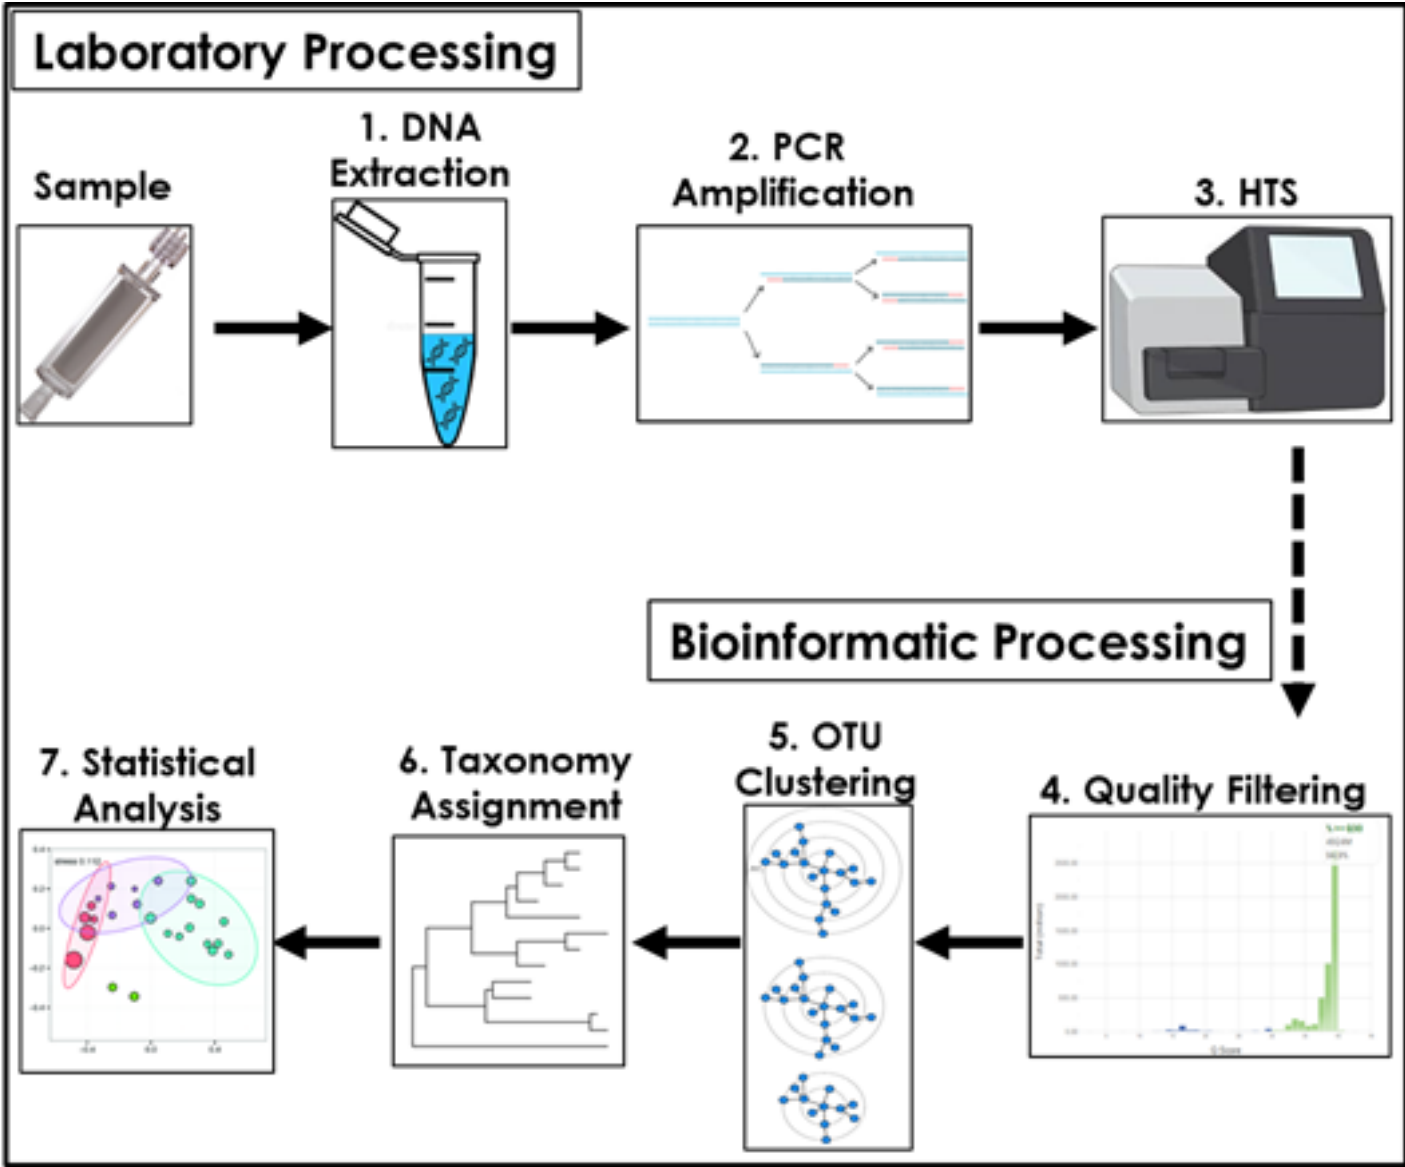 Laboratory Processing
Sample
1. DNA
Extraction
2. PCR
Amplification
3. HTS
Bioinformatic Processing
4. Quality Filtering
Q Score
5. OTU
Clustering
6. Taxonomy
Assignment
7. Statistical
Analysis